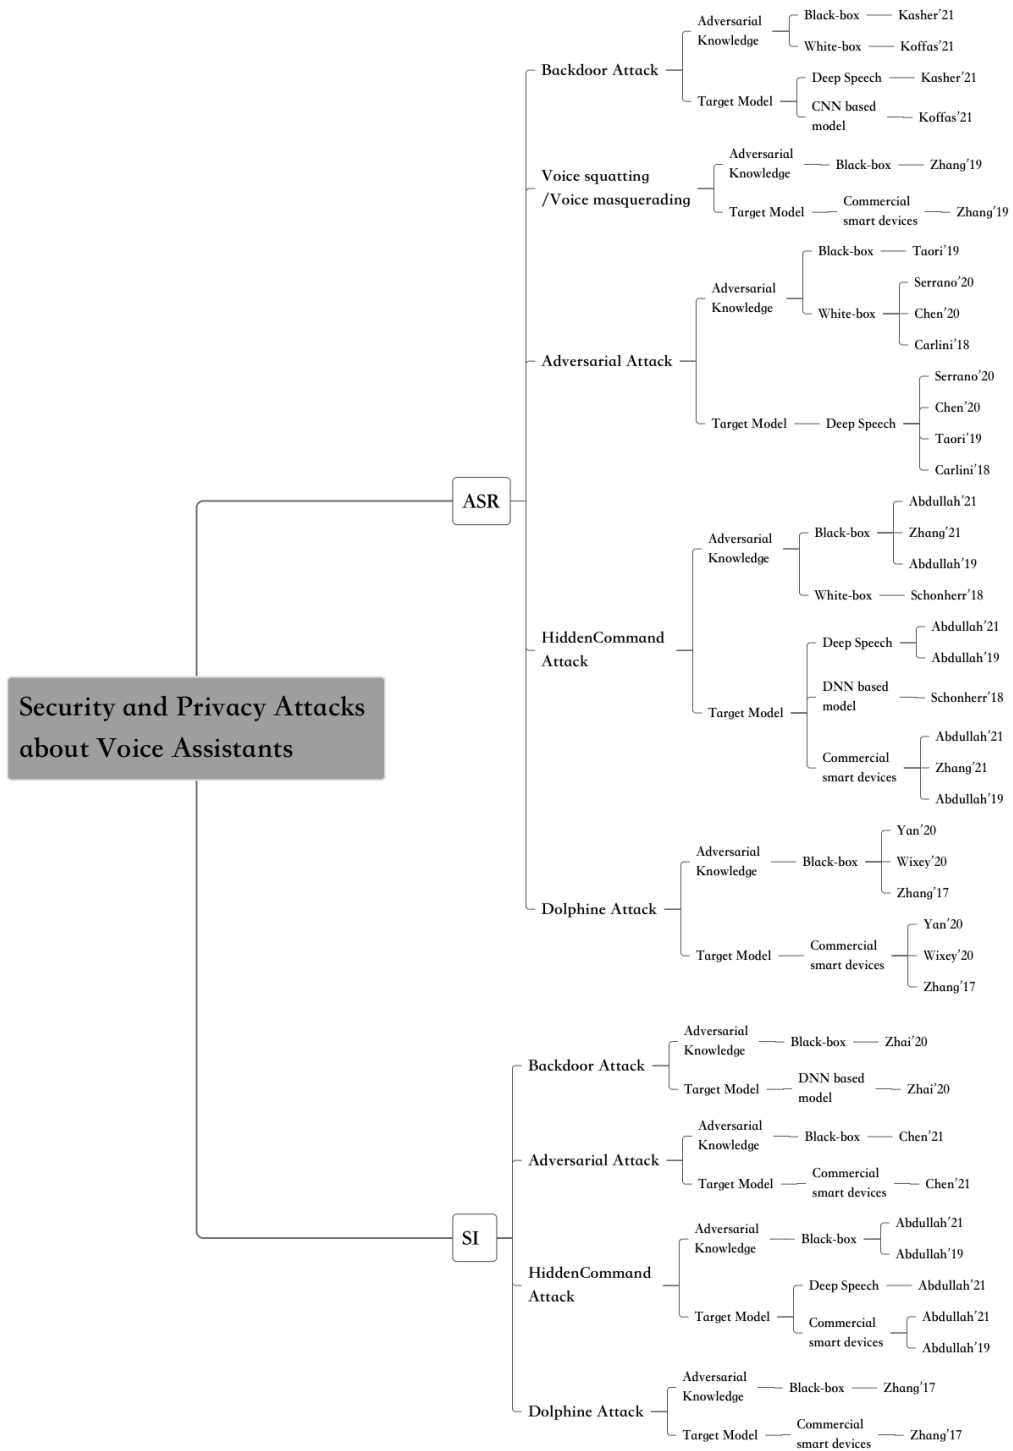 Security and Privacy Attacks
about Voice Assistants
ASR
Backdoor Attack
Adversarial
Knowledge
Black-box
Kasher'21
White-box
Koffas'21
Target Model
Deep Speech
Kasher'21
CNN based
model
Koffas'21
Voice squatting
/Voice masquerading
Adversarial
Knowledge
Black-box
Zhang'19
Target Model
Commercial
smart devices
Zhang'19
Adversarial Attack
Adversarial
Knowledge
Black-box
Taori'19
White-box
Serrano'20
Chen'20
Carlini'18
Target Model
Deep Speech
Serrano'20
Chen'20
Taori'19
Carlini'18
HiddenCommand
Attack
Adversarial
Knowledge
Black-box
Abdullah'21
Zhang'21
Abdullah'19
White-box
Schonherr'18
Target Model
Deep Speech
Abdullah'21
Abdullah'19
DNN based
model
Schonherr'18
Commercial
smart devices
Abdullah'21
Zhang'21
Abdullah'19
Dolphine Attack
Adversarial
Knowledge
Black-box
Yan'20
Wixey'20
Zhang'17
Target Model
Commercial
smart devices
Yan'20
Wixey'20
Zhang'17
SI
Backdoor Attack
Adversarial
Knowledge
Black-box
Zhai'20
Target Model
DNN based
model
Zhai'20
Adversarial Attack
Adversarial
Knowledge
Black-box
Chen'21
Target Model
Commercial
smart devices
Chen'21
HiddenCommand
Attack
Adversarial
Knowledge
Black-box
Abdullah'21
Abdullah'19
Target Model
Deep Speech
Abdullah'21
Commercial
smart devices
Abdullah'21
Abdullah'19
Dolphine Attack
Adversarial
Knowledge
Black-box
Zhang'17
Target Model
Commercial
smart devices
Zhang'17